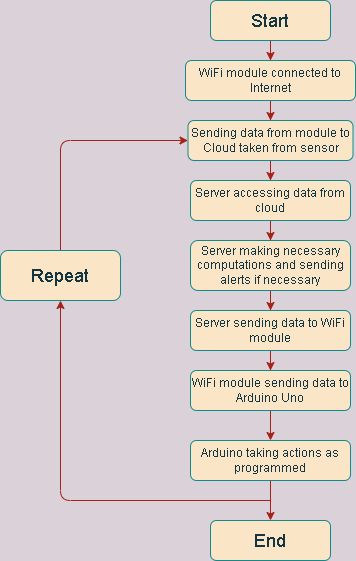 Start
WiFi module connected to
Internet
Sending data from module to
Cloud taken from sensor
Server accessing data from
cloud
Server making necessary
computations and sending
alerts if necessary
Repeat
Server sending data to WiFi
module
WiFi module sending data to
Arduino Uno
Arduino taking actions as
programmed
End